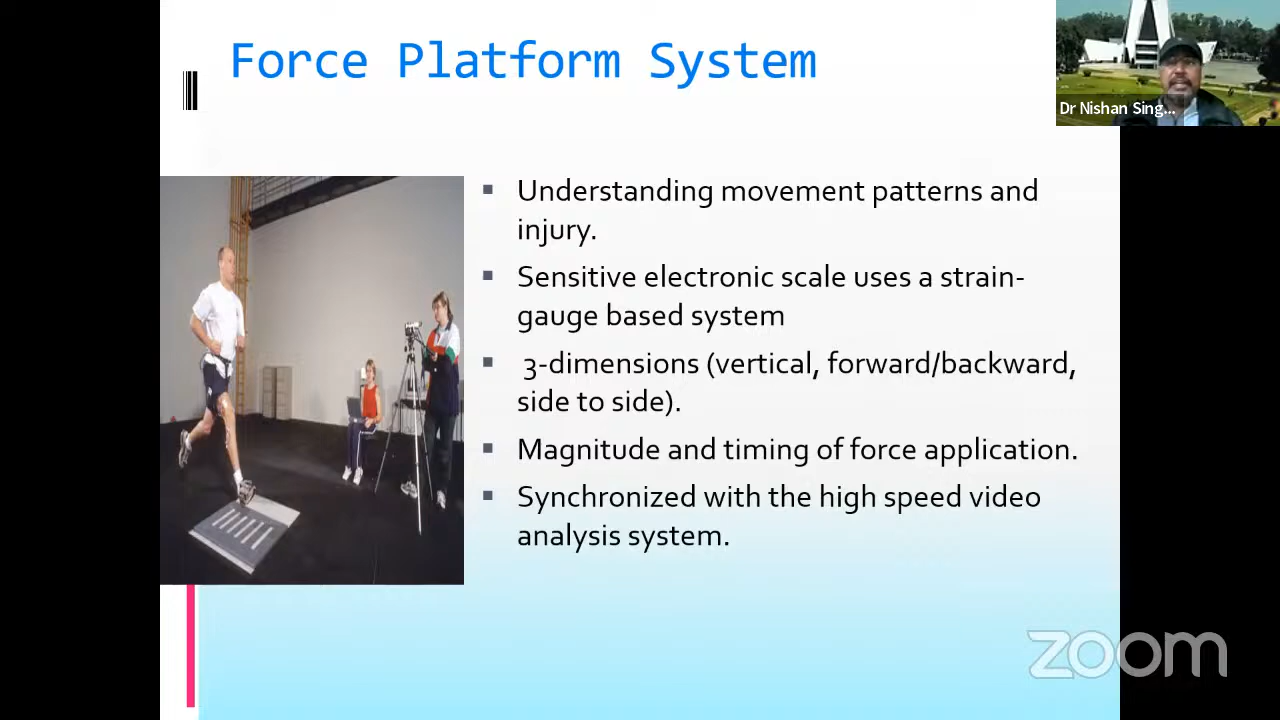 Force Platform System
Dr Nishan Sing...
Understanding movement patterns and
injury.
Sensitive electronic scale uses a strain-
gauge based system
3-dimensions (vertical, forward/backward,
side to side).
Magnitude and timing of force application.
Synchronized with the high speed video
analysis system.
zoom